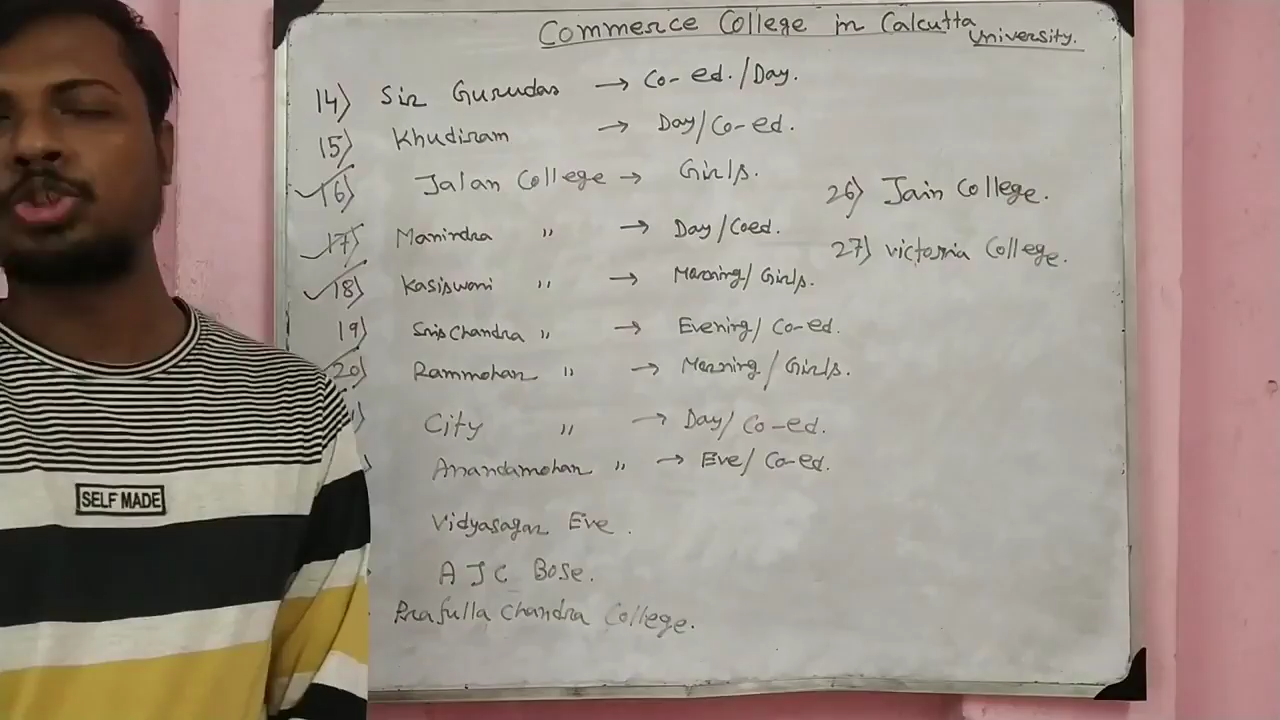 Commerce College in Calcutta
University.
14) Sir Gurudas → Co-ed./Day.
15) Khudiram → Day/Co-ed.
16) Jalan College → Girls.
17) Manindra " → Day/Coed.
18) Kasiswari " → Morning/Girls.
19) Sris Chandra " → Evening/Co-ed.
20) Rammohan " → Morning/Girls.
City " → Day/Co-ed.
Anandamohan " → Eve/Co-ed.
Vidyasagar Eve.
AJC Bose.
Prafulla Chandra College.
26) Jain College.
27) Victoria College.
SELF MADE